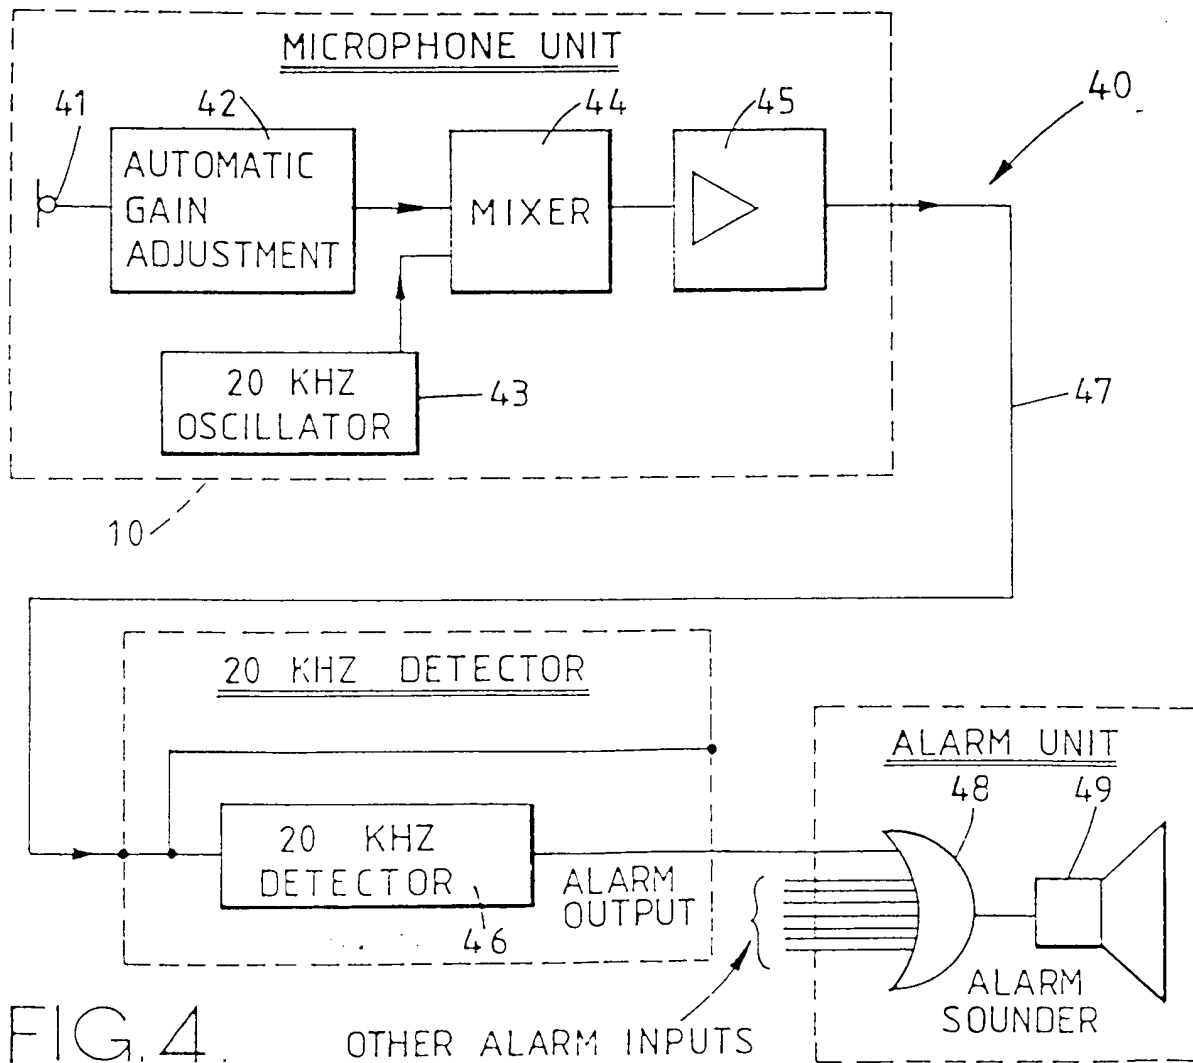 MICROPHONE UNIT
41
42
44
45
40
AUTOMATIC
GAIN
ADJUSTMENT
MIXER
20 KHZ
OSCILLATOR
43
47
10
20 KHZ DETECTOR
ALARM UNIT
48
49
20 KHZ
DETECTOR
46
ALARM
OUTPUT
ALARM
SOUNDER
OTHER ALARM INPUTS
FIG.4.